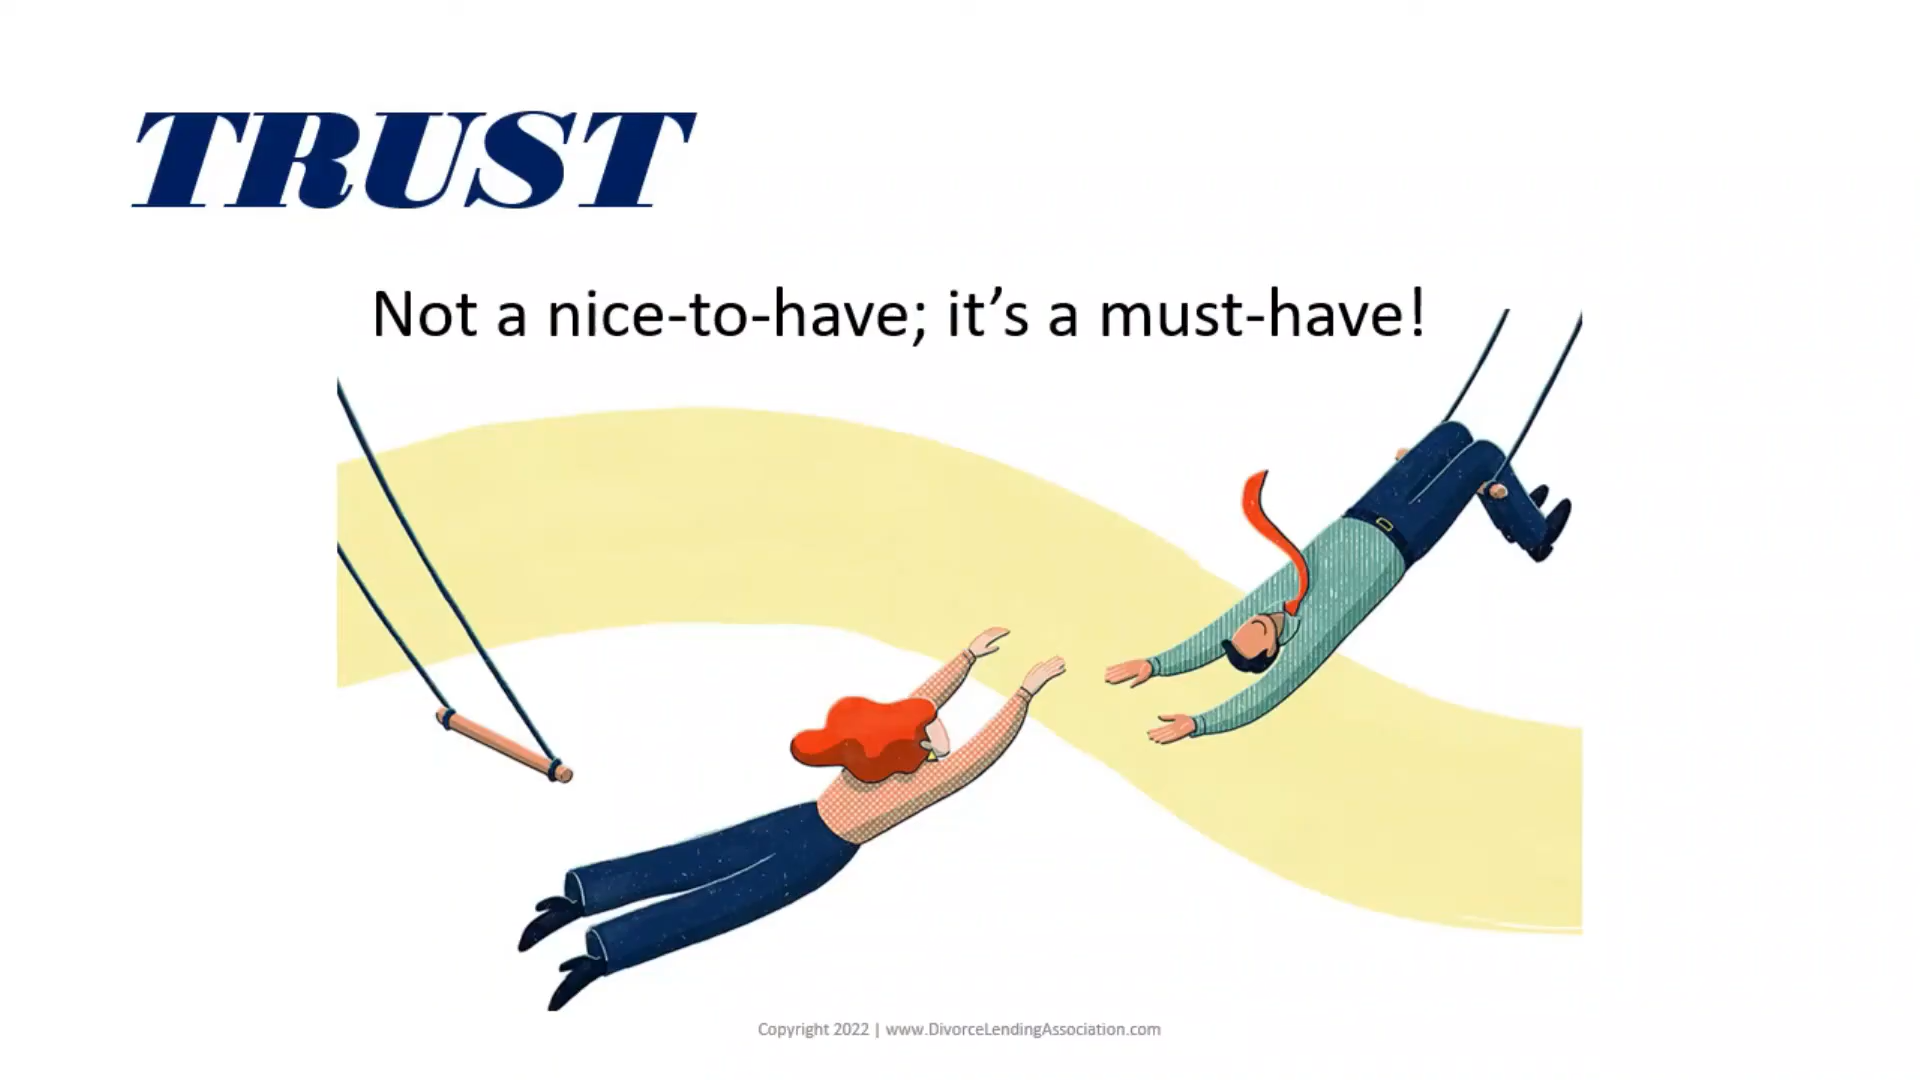 TRUST
Not a nice-to-have; it’s a must-have!
Copyright 2022 | www.DivorceLendingAssociation.com